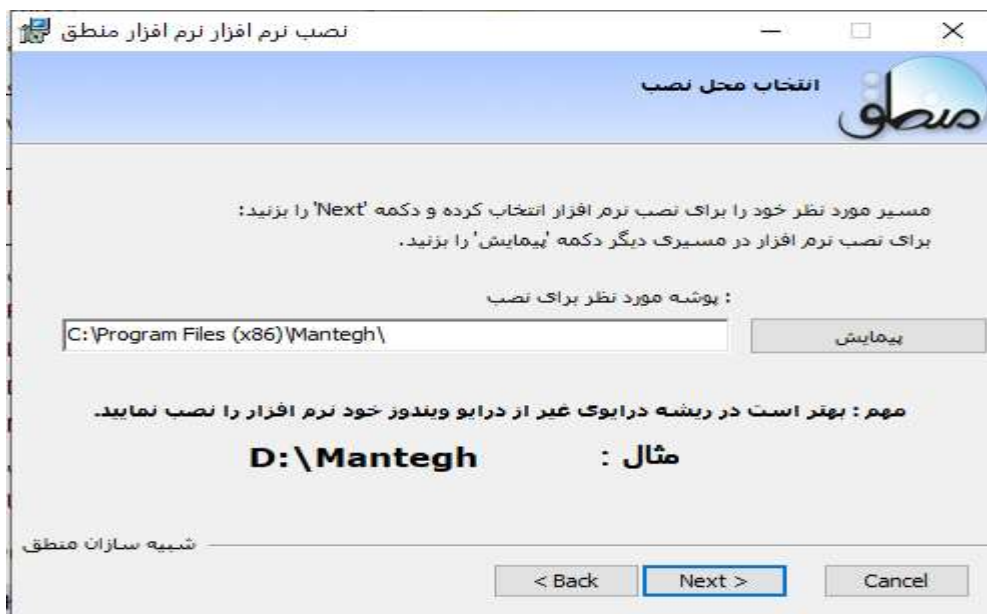 نصب نرم افزار نرم افزار منطق
انتخاب محل نصب
منطق
مسیر مورد نظر خود را برای نصب نرم افزار انتخاب کرده و دکمه 'Next' را بزنید:
برای نصب نرم افزار در مسیری دیگر دکمه 'پیمایش' را بزنید.
پوشه مورد نظر برای نصب :
C:\Program Files (x86)\Mantegh\
پیمایش
مهم : بهتر است در ریشه درایوی غیر از درایو ویندوز خود نرم افزار را نصب نمایید.
مثال : D:\Mantegh
شبیه سازان منطق
< Back
Next >
Cancel